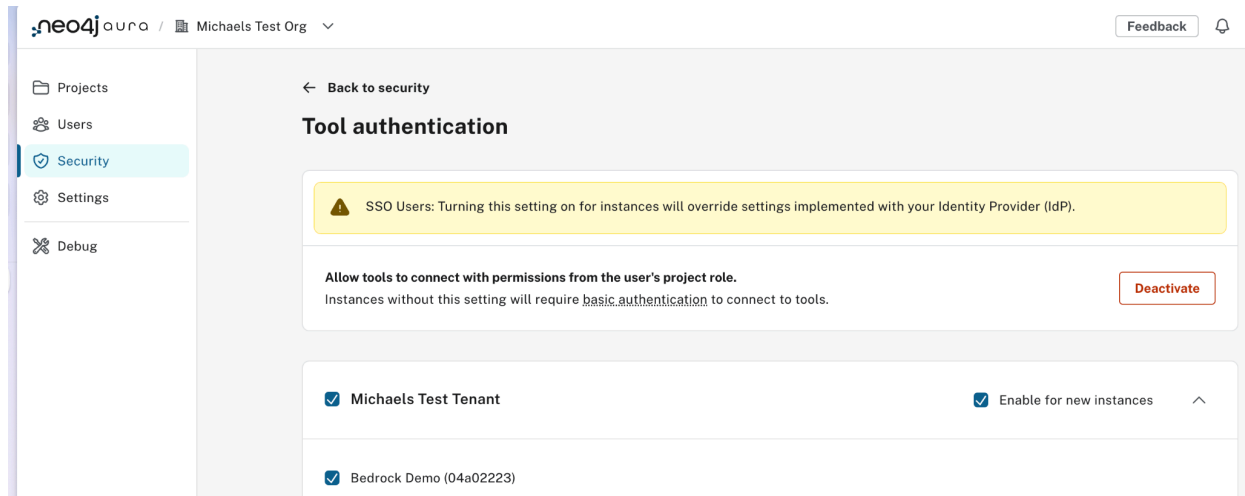 neo4j aura / Michaels Test Org
Feedback
Projects
Users
Security
Settings
Debug
Back to security
Tool authentication
SSO Users: Turning this setting on for instances will override settings implemented with your Identity Provider (IdP).
Allow tools to connect with permissions from the user's project role.
Instances without this setting will require basic authentication to connect to tools.
Deactivate
Michaels Test Tenant
Enable for new instances
Bedrock Demo (04a02223)